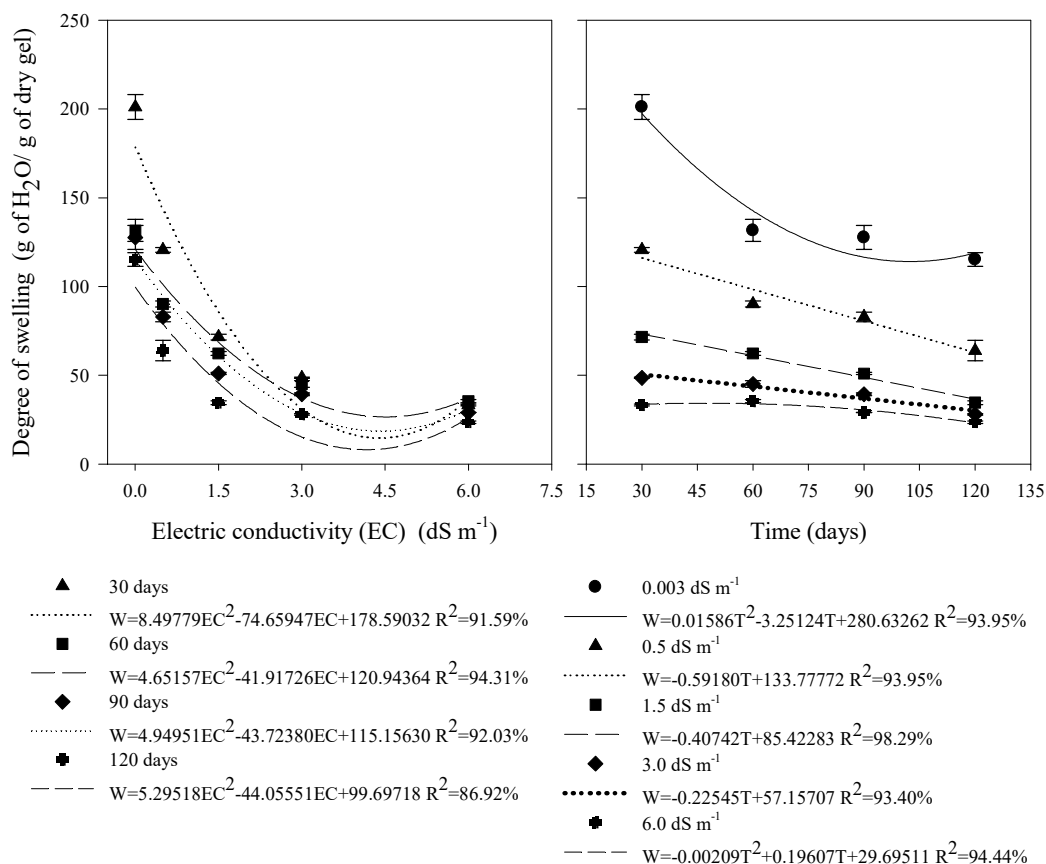 Degree of swelling (g of H2O/ g of dry gel)
250
200
150
100
50
0
0.0 1.5 3.0 4.5 6.0 7.5
15 30 45 60 75 90 105 120 135
Electric conductivity (EC) (dS m-1)
Time (days)
30 days
W=8.49779EC2-74.65947EC+178.59032 R2=91.59%
60 days
W=4.65157EC2-41.91726EC+120.94364 R2=94.31%
90 days
W=4.94951EC2-43.72380EC+115.15630 R2=92.03%
120 days
W=5.29518EC2-44.05551EC+99.69718 R2=86.92%
0.003 dS m-1
W=0.01586T2-3.25124T+280.63262 R2=93.95%
0.5 dS m-1
W=-0.59180T+133.77772 R2=93.95%
1.5 dS m-1
W=-0.40742T+85.42283 R2=98.29%
3.0 dS m-1
W=-0.22545T+57.15707 R2=93.40%
6.0 dS m-1
W=-0.00209T2+0.19607T+29.69511 R2=94.44%